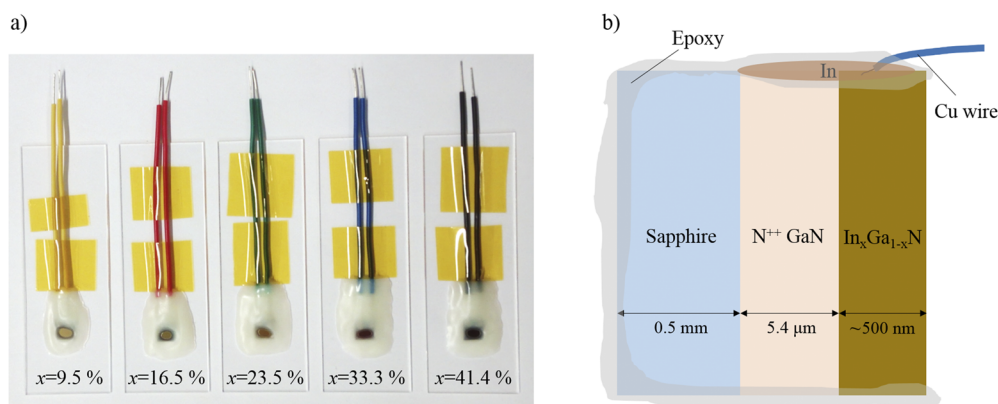 a)
x=9.5 %
x=16.5 %
x=23.5 %
x=33.3 %
x=41.4 %
b)
Epoxy
In
Cu wire
Sapphire
N⁺⁺ GaN
InₓGa₁₋ₓN
0.5 mm
5.4 μm
~500 nm